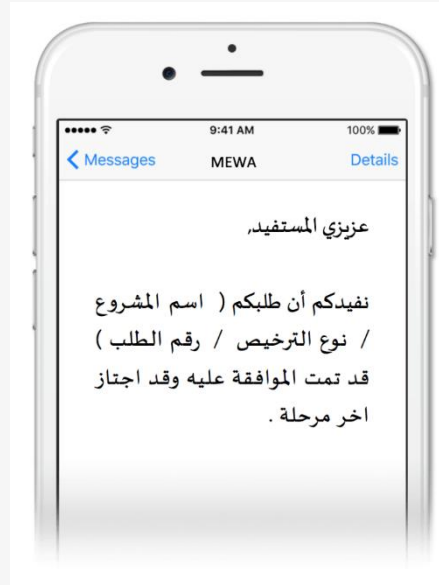 9:41 AM
100%
Messages
MEWA
Details
عزيزي المستفيد,
نفيدكم أن طلبكم ( اسم المشروع
/ نوع الترخيص / رقم الطلب )
قد تمت الموافقة عليه وقد اجتاز
اخر مرحلة .